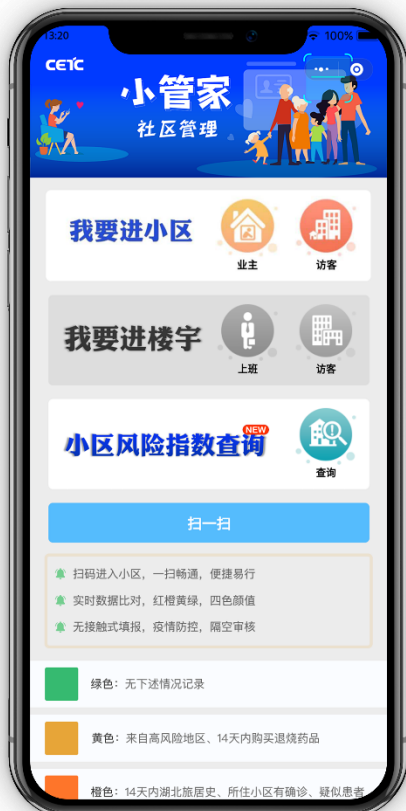 13:20
100%
CETC
小管家
社区管理
我要进小区
业主
访客
我要进楼宇
上班
访客
小区风险指数查询
NEW
查询
扫一扫
扫码进入小区，一扫畅通，便捷易行
实时数据比对，红橙黄绿，四色颜值
无接触式填报，疫情防控，隔空审核
绿色：无下述情况记录
黄色：来自高风险地区、14天内购买退烧药品
橙色：14天内湖北旅居史、所住小区有确诊、疑似患者